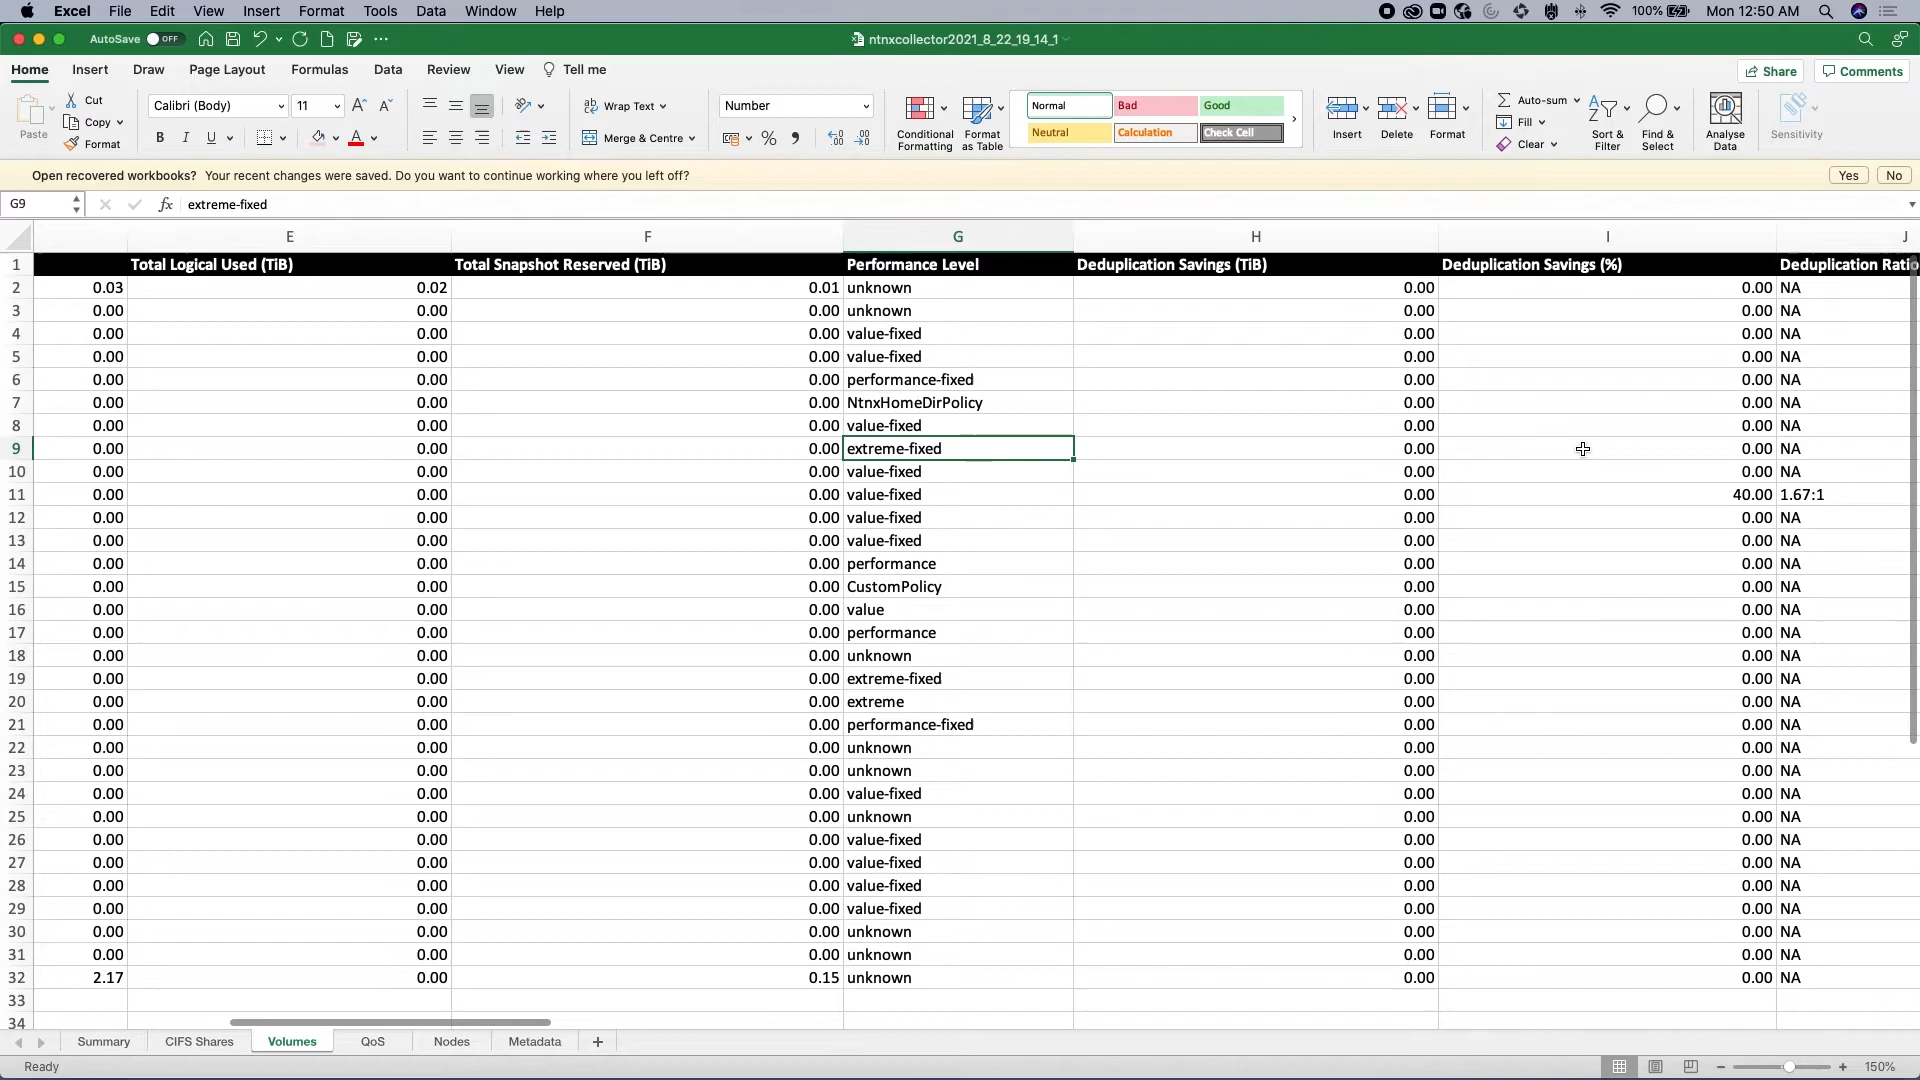 Excel File Edit View Insert Format Tools Data Window Help 100% Mon 12:50 AM
AutoSave OFF ntnxcollector2021_8_22_19_14_1
Home Insert Draw Page Layout Formulas Data Review View Tell me Share Comments
Paste Cut Copy Format Calibri (Body) 11 Wrap Text Merge & Centre Number Conditional Formatting Format as Table Normal Bad Good Neutral Calculation Check Cell Insert Delete Format Auto-sum Fill Clear Sort & Filter Find & Select Analyse Data Sensitivity
Open recovered workbooks? Your recent changes were saved. Do you want to continue working where you left off? Yes No
G9 fx extreme-fixed
E F G H I J
1 Total Logical Used (TiB) Total Snapshot Reserved (TiB) Performance Level Deduplication Savings (TiB) Deduplication Savings (%) Deduplication Ratio
2 0.03 0.02 0.01 unknown 0.00 0.00 NA
3 0.00 0.00 0.00 unknown 0.00 0.00 NA
4 0.00 0.00 0.00 value-fixed 0.00 0.00 NA
5 0.00 0.00 0.00 value-fixed 0.00 0.00 NA
6 0.00 0.00 0.00 performance-fixed 0.00 0.00 NA
7 0.00 0.00 0.00 NtnxHomeDirPolicy 0.00 0.00 NA
8 0.00 0.00 0.00 value-fixed 0.00 0.00 NA
9 0.00 0.00 0.00 extreme-fixed 0.00 0.00 NA
10 0.00 0.00 0.00 value-fixed 0.00 0.00 NA
11 0.00 0.00 0.00 value-fixed 0.00 40.00 1.67:1
12 0.00 0.00 0.00 value-fixed 0.00 0.00 NA
13 0.00 0.00 0.00 value-fixed 0.00 0.00 NA
14 0.00 0.00 0.00 performance 0.00 0.00 NA
15 0.00 0.00 0.00 CustomPolicy 0.00 0.00 NA
16 0.00 0.00 0.00 value 0.00 0.00 NA
17 0.00 0.00 0.00 performance 0.00 0.00 NA
18 0.00 0.00 0.00 unknown 0.00 0.00 NA
19 0.00 0.00 0.00 extreme-fixed 0.00 0.00 NA
20 0.00 0.00 0.00 extreme 0.00 0.00 NA
21 0.00 0.00 0.00 performance-fixed 0.00 0.00 NA
22 0.00 0.00 0.00 unknown 0.00 0.00 NA
23 0.00 0.00 0.00 unknown 0.00 0.00 NA
24 0.00 0.00 0.00 value-fixed 0.00 0.00 NA
25 0.00 0.00 0.00 unknown 0.00 0.00 NA
26 0.00 0.00 0.00 value-fixed 0.00 0.00 NA
27 0.00 0.00 0.00 value-fixed 0.00 0.00 NA
28 0.00 0.00 0.00 value-fixed 0.00 0.00 NA
29 0.00 0.00 0.00 value-fixed 0.00 0.00 NA
30 0.00 0.00 0.00 unknown 0.00 0.00 NA
31 0.00 0.00 0.00 unknown 0.00 0.00 NA
32 2.17 0.00 0.15 unknown 0.00 0.00 NA
33
34
Summary CIFS Shares Volumes QoS Nodes Metadata
Ready 150%